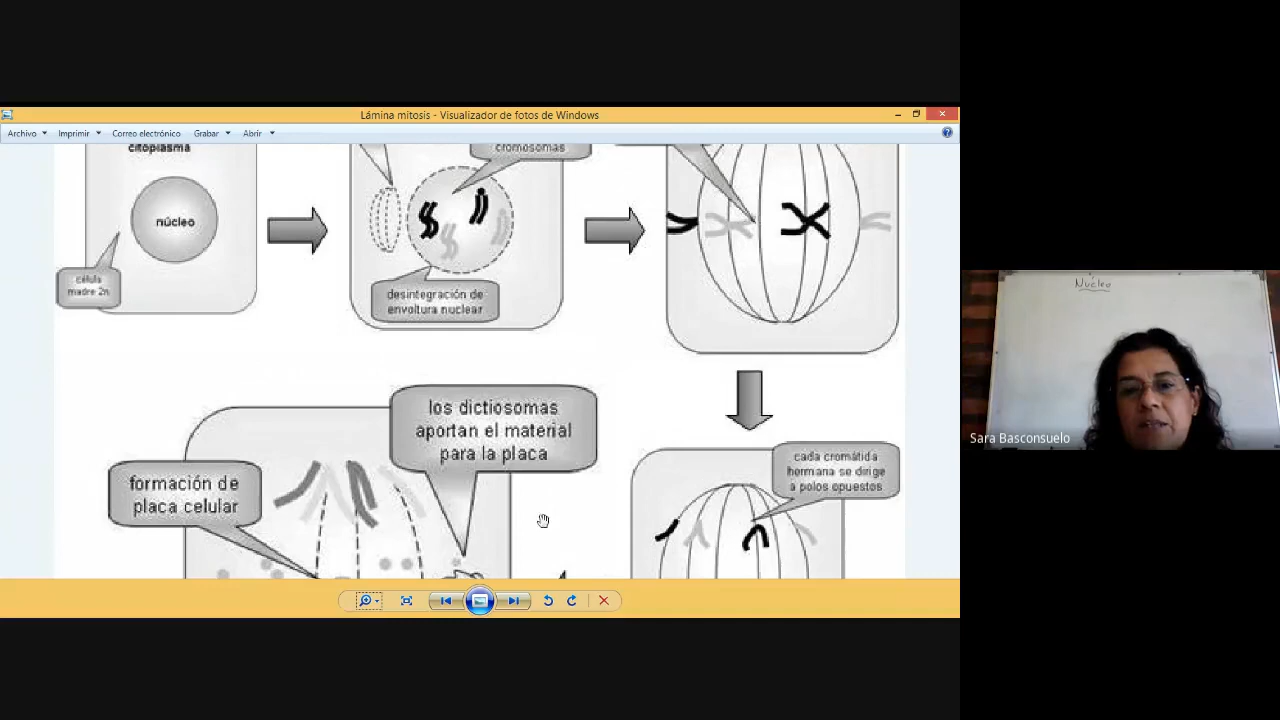 Lámina mitosis - Visualizador de fotos de Windows
Archivo Imprimir Correo electrónico Grabar Abrir
citoplasma
núcleo
célula
madre 2n
cromosomas
desintegración de
envoltura nuclear
los dictiosomas
aportan el material
para la placa
formación de
placa celular
cada cromátida
hermana se dirige
a polos opuestos
Núcleo
Sara Basconsuelo